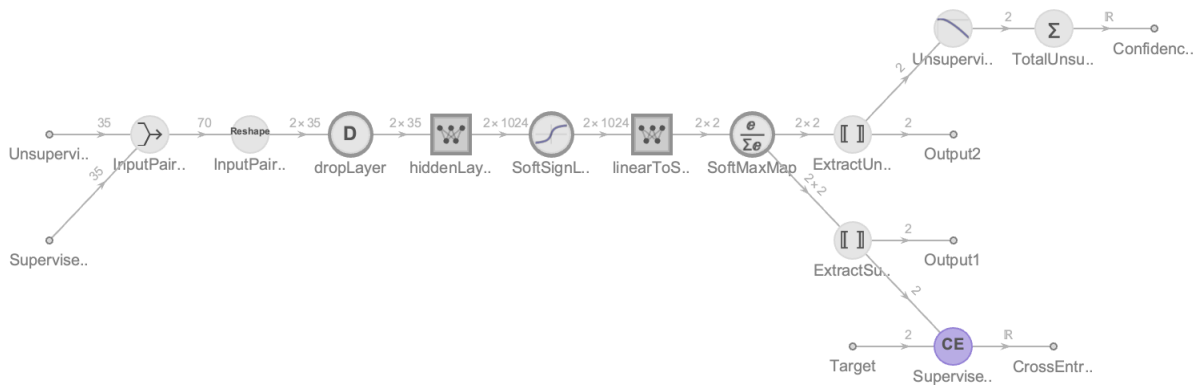 2
ℝ
Unsupervi..
TotalUnsu..
Confidenc..
2
35
70
2×35
2×35
2×1024
2×1024
2×2
2×2
2
Reshape
D
e
Σe
[ ]
Σ
Unsupervi..
InputPair..
InputPair..
dropLayer
hiddenLay..
SoftSignL..
linearToS..
SoftMaxMap
ExtractUn..
Output2
35
2×2
2
[ ]
Supervise..
ExtractSu..
Output1
2
2
ℝ
CE
Target
Supervise..
CrossEntr..